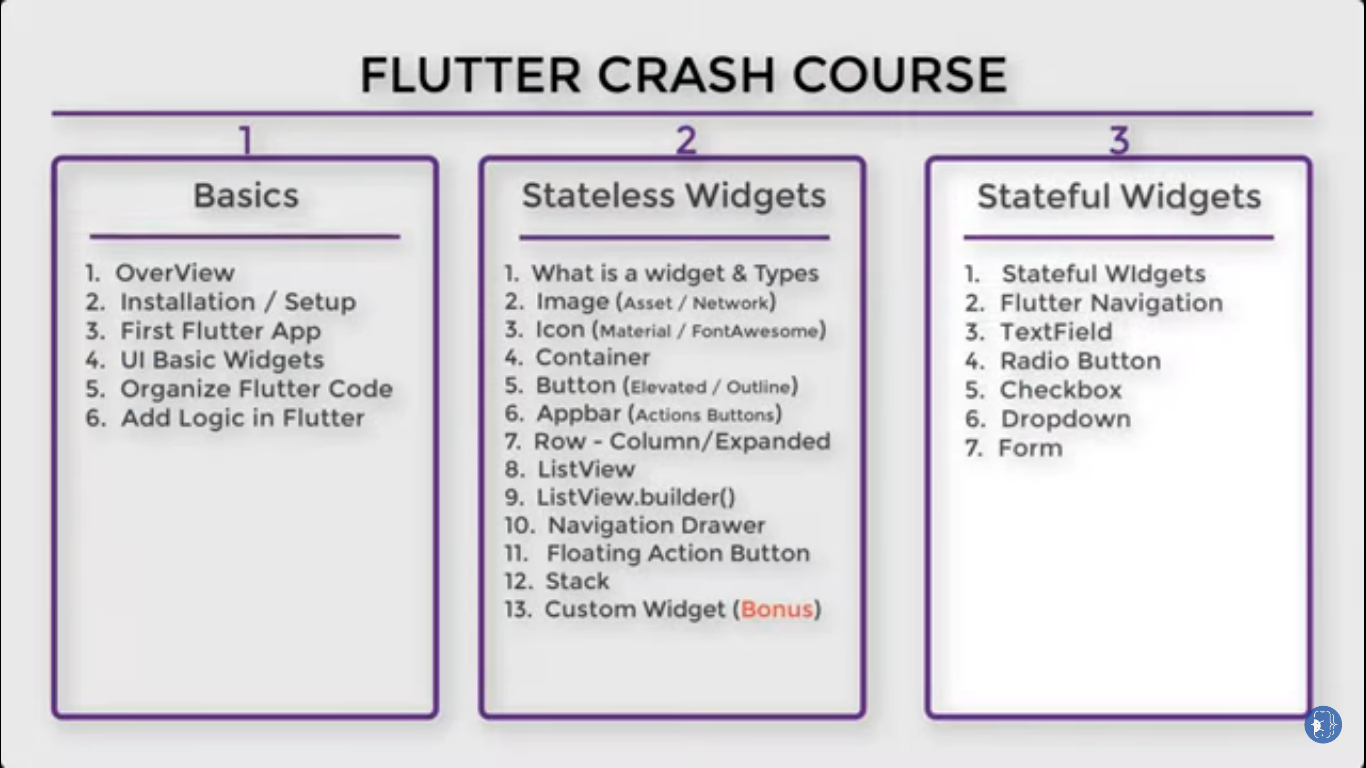 FLUTTER CRASH COURSE
1
Basics
1. OverView
2. Installation / Setup
3. First Flutter App
4. UI Basic Widgets
5. Organize Flutter Code
6. Add Logic in Flutter
2
Stateless Widgets
1. What is a widget & Types
2. Image (Asset / Network)
3. Icon (Material / FontAwesome)
4. Container
5. Button (Elevated / Outline)
6. Appbar (Actions Buttons)
7. Row - Column/Expanded
8. ListView
9. ListView.builder()
10. Navigation Drawer
11. Floating Action Button
12. Stack
13. Custom Widget (Bonus)
3
Stateful Widgets
1. Stateful WIdgets
2. Flutter Navigation
3. TextField
4. Radio Button
5. Checkbox
6. Dropdown
7. Form